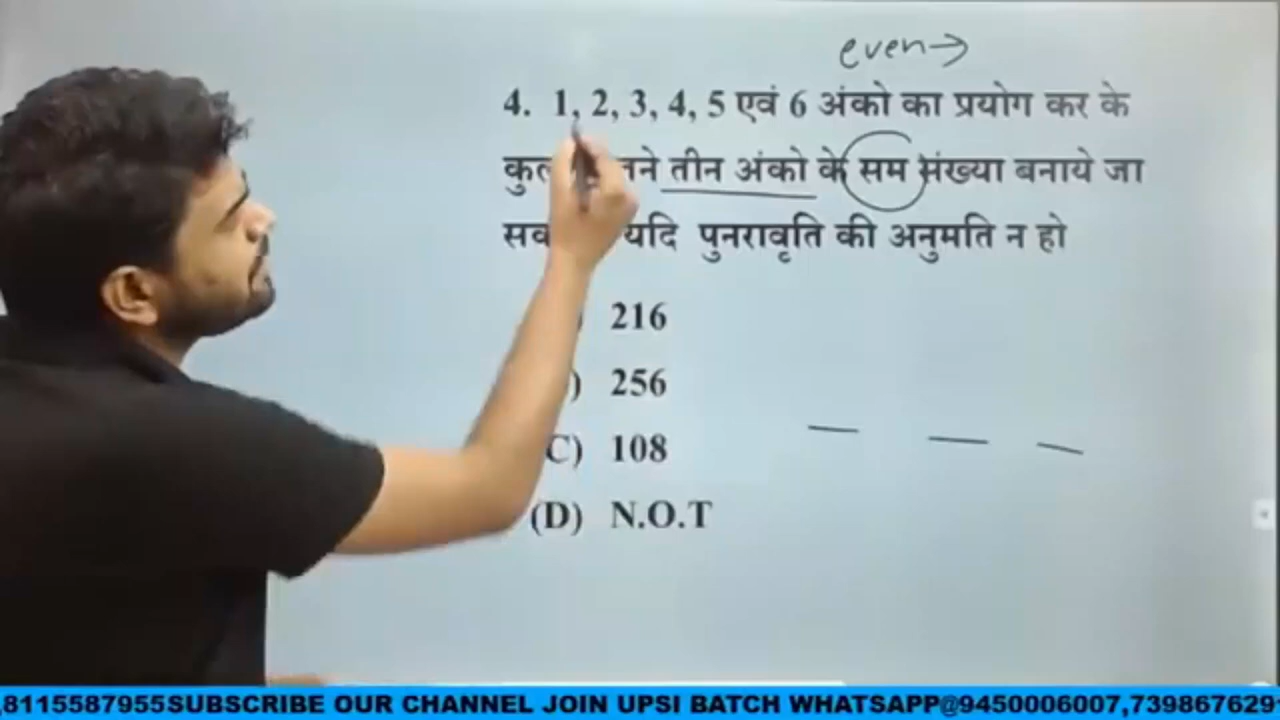 even→
4. 1, 2, 3, 4, 5 एवं 6 अंको का प्रयोग कर के
तीन अंको के सम संख्या बनाये जा
यदि पुनरावृति की अनुमति न हो
216
256
C) 108
(D) N.O.T
,8115587955SUBSCRIBE OUR CHANNEL JOIN UPSI BATCH WHATSAPP@9450006007,739867629